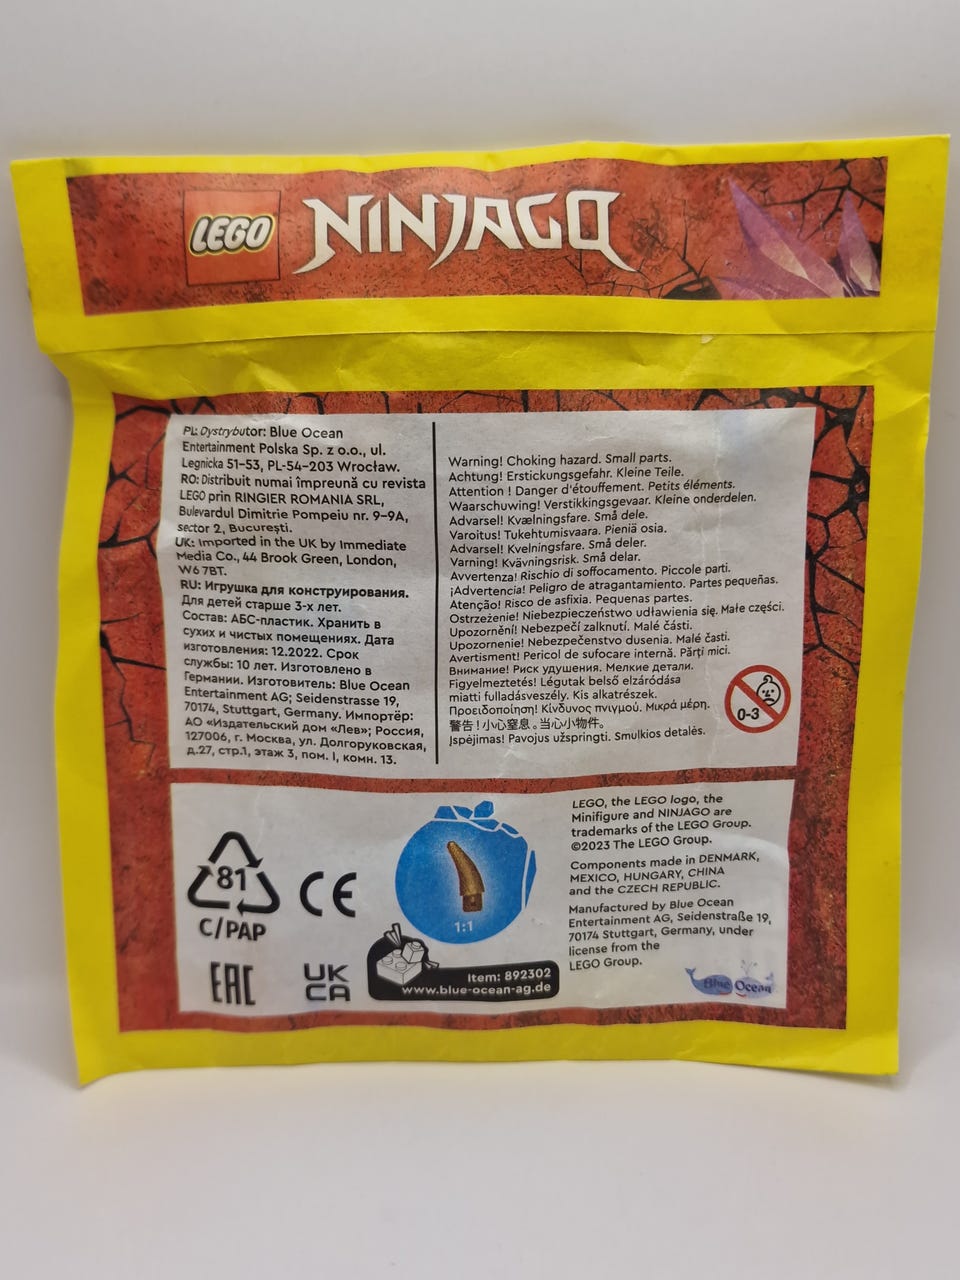 LEGO NINJAGO
PL: Dystrybutor: Blue Ocean
Entertainment Polska Sp. z o.o., ul.
Legnicka 51-53, PL-54-203 Wrocław.
RO: Distribuit numai împreună cu revista
LEGO prin RINGIER ROMANIA SRL,
Bulevardul Dimitrie Pompeiu nr. 9-9A,
sector 2, București.
UK: Imported in the UK by Immediate
Media Co., 44 Brook Green, London,
W6 7BT.
RU: Игрушка для конструирования.
Для детей старше 3-х лет.
Состав: АБС-пластик. Хранить в
сухих и чистых помещениях. Дата
изготовления: 12.2022. Срок
службы: 10 лет. Изготовлено в
Германии. Изготовитель: Blue Ocean
Entertainment AG; Seidenstrasse 19,
70174, Stuttgart, Germany. Импортёр:
АО «Издательский дом «Лев»; Россия,
127006, г. Москва, ул. Долгоруковская,
д.27, стр.1, этаж 3, пом. I, комн. 13.
Warning! Choking hazard. Small parts.
Achtung! Erstickungsgefahr. Kleine Teile.
Attention ! Danger d'étouffement. Petits éléments.
Waarschuwing! Verstikkingsgevaar. Kleine onderdelen.
Advarsel! Kvælningsfare. Små dele.
Varoitus! Tukehtumisvaara. Pieniä osia.
Advarsel! Kvelningsfare. Små deler.
Varning! Kvävningsrisk. Små delar.
Avvertenza! Rischio di soffocamento. Piccole parti.
¡Advertencia! Peligro de atragantamiento. Partes pequeñas.
Atenção! Risco de asfixia. Pequenas partes.
Ostrzeżenie! Niebezpieczeństwo udławienia się. Małe części.
Upozornění! Nebezpečí zalknutí. Malé části.
Upozornenie! Nebezpečenstvo dusenia. Malé časti.
Avertisment! Pericol de sufocare internă. Părți mici.
Внимание! Риск удушения. Мелкие детали.
Figyelmeztetés! Légutak belső elzáródása
miatti fulladásveszély. Kis alkatrészek.
Προειδοποίηση! Κίνδυνος πνιγμού. Μικρά μέρη.
警告！小心窒息。当心小物件。
Įspėjimas! Pavojus užspringti. Smulkios detalės.
0-3
81
C/PAP
CE
EAC
UK
CA
1:1
Item: 892302
www.blue-ocean-ag.de
LEGO, the LEGO logo, the
Minifigure and NINJAGO are
trademarks of the LEGO Group.
©2023 The LEGO Group.
Components made in DENMARK,
MEXICO, HUNGARY, CHINA
and the CZECH REPUBLIC.
Manufactured by Blue Ocean
Entertainment AG, Seidenstraße 19,
70174 Stuttgart, Germany, under
license from the
LEGO Group.
Blue Ocean